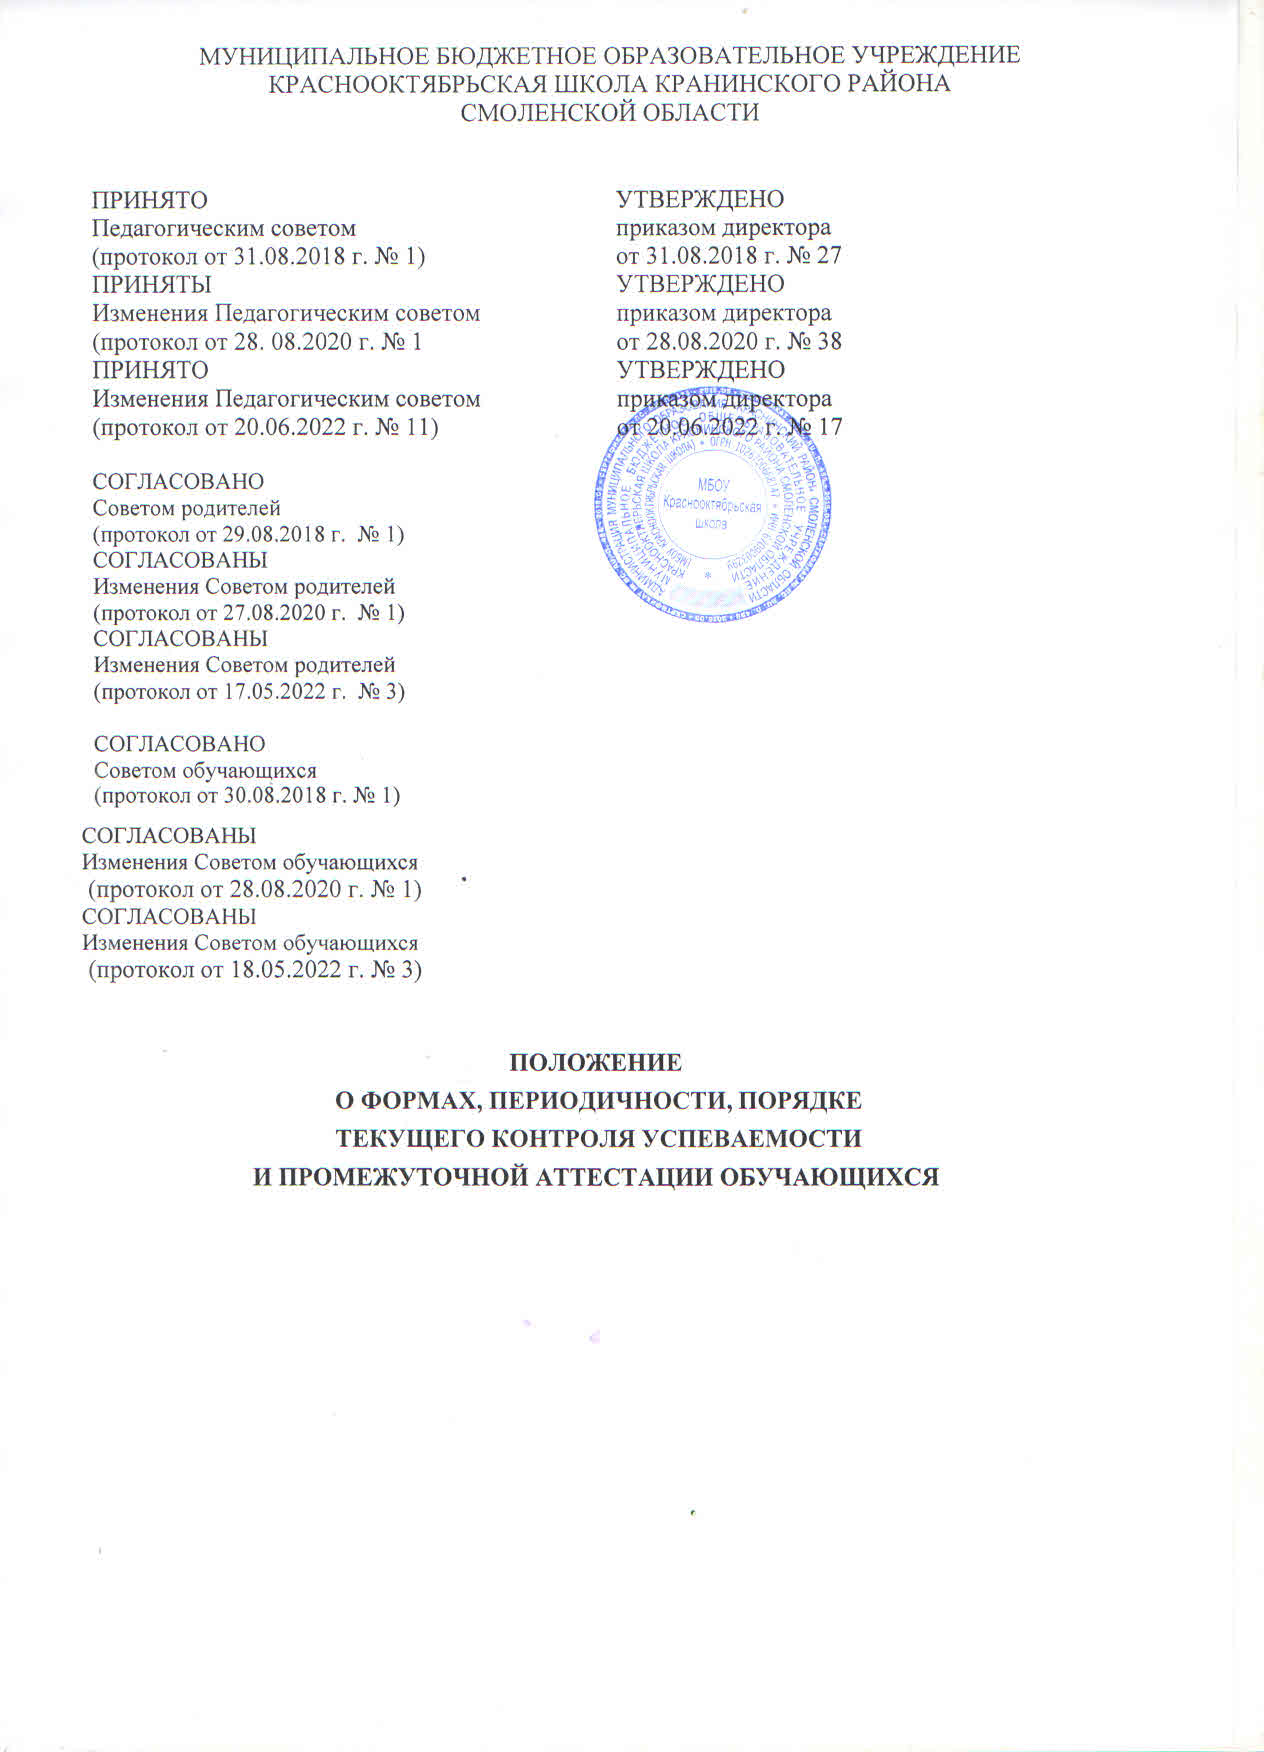 МУНИЦИПАЛЬНОЕ БЮДЖЕТНОЕ ОБРАЗОВАТЕЛЬНОЕ УЧРЕЖДЕНИЕ
КРАСНООКТЯБРЬСКАЯ ШКОЛА КРАНИНСКОГО РАЙОНА
СМОЛЕНСКОЙ ОБЛАСТИ
ПРИНЯТО
Педагогическим советом
(протокол от 31.08.2018 г. № 1)
ПРИНЯТЫ
Изменения Педагогическим советом
(протокол от 28. 08.2020 г. № 1
ПРИНЯТО
Изменения Педагогическим советом
(протокол от 20.06.2022 г. № 11)
УТВЕРЖДЕНО
приказом директора
от 31.08.2018 г. № 27
УТВЕРЖДЕНО
приказом директора
от 28.08.2020 г. № 38
УТВЕРЖДЕНО
приказом директора
от 20.06.2022 г. № 17
МБОУ
Краснооктябрьская
школа
СОГЛАСОВАНО
Советом родителей
(протокол от 29.08.2018 г.  № 1)
СОГЛАСОВАНЫ
Изменения Советом родителей
(протокол от 27.08.2020 г.  № 1)
СОГЛАСОВАНЫ
Изменения Советом родителей
(протокол от 17.05.2022 г.  № 3)
СОГЛАСОВАНО
Советом обучающихся
(протокол от 30.08.2018 г. № 1)
СОГЛАСОВАНЫ
Изменения Советом обучающихся
(протокол от 28.08.2020 г. № 1)
СОГЛАСОВАНЫ
Изменения Советом обучающихся
(протокол от 18.05.2022 г. № 3)
ПОЛОЖЕНИЕ
О ФОРМАХ, ПЕРИОДИЧНОСТИ, ПОРЯДКЕ
ТЕКУЩЕГО КОНТРОЛЯ УСПЕВАЕМОСТИ
И ПРОМЕЖУТОЧНОЙ АТТЕСТАЦИИ ОБУЧАЮЩИХСЯ